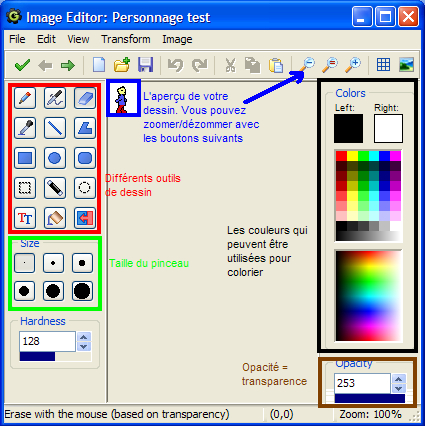 Image Editor: Personnage test
File Edit View Transform Image
L'aperçu de votre
dessin. Vous pouvez
zoomer/dézommer avec
les boutons suivants
Colors
Left: Right:
Différents outils
de dessin
TT
Size
Taille du pinceau
Les couleurs qui
peuvent être
utilisées pour
colorier
Hardness
128
Opacité =
transparence
Opacity
253
Erase with the mouse (based on transparency) (0,0) Zoom: 100%